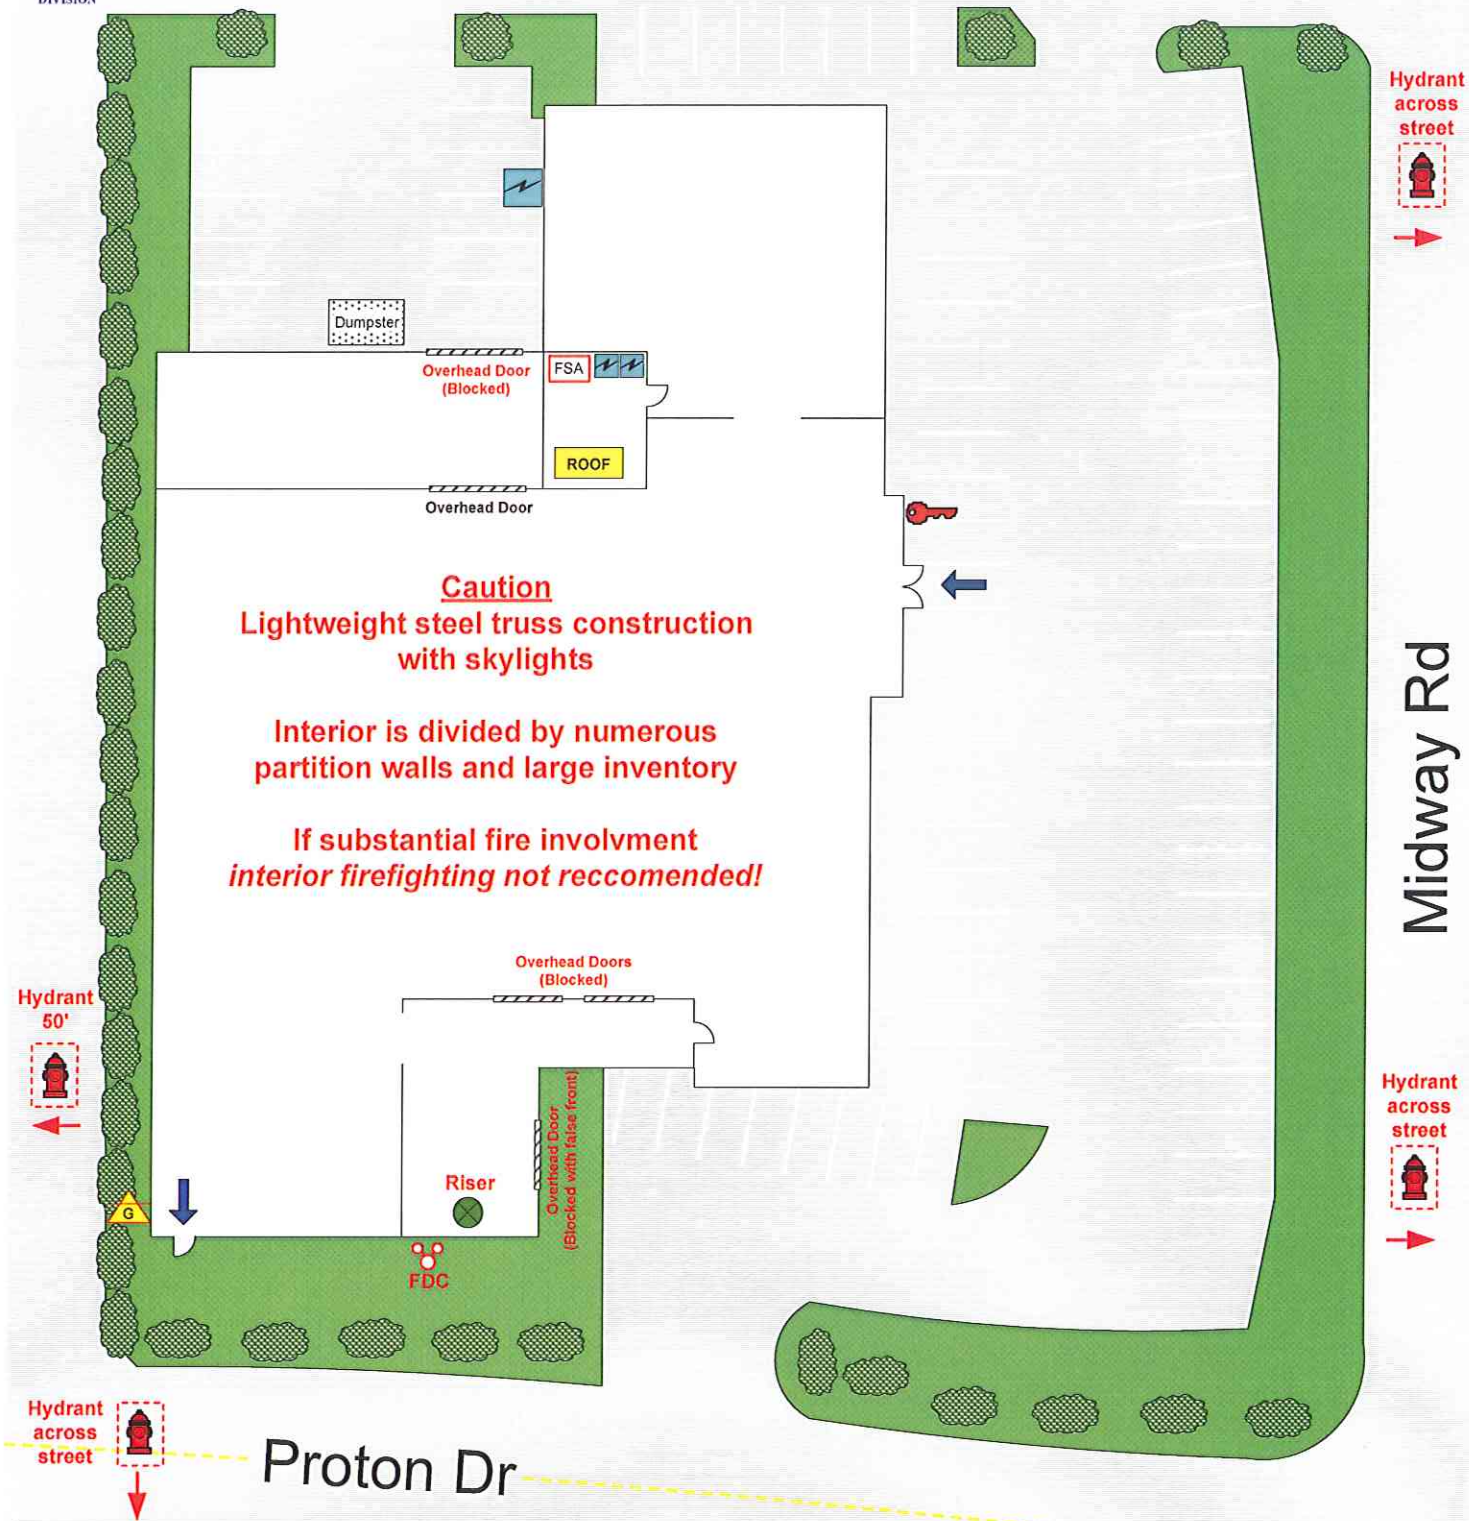 DIVISION
Hydrant
across
street
Dumpster
Overhead Door
(Blocked)
FSA
ROOF
Overhead Door
Caution
Lightweight steel truss construction
with skylights
Interior is divided by numerous
partition walls and large inventory
If substantial fire involvment
interior firefighting not reccomended!
Midway Rd
Overhead Doors
(Blocked)
Hydrant
50'
Overhead Door
(Blocked with false front)
Hydrant
across
street
Riser
G
FDC
Hydrant
across
street
Proton Dr